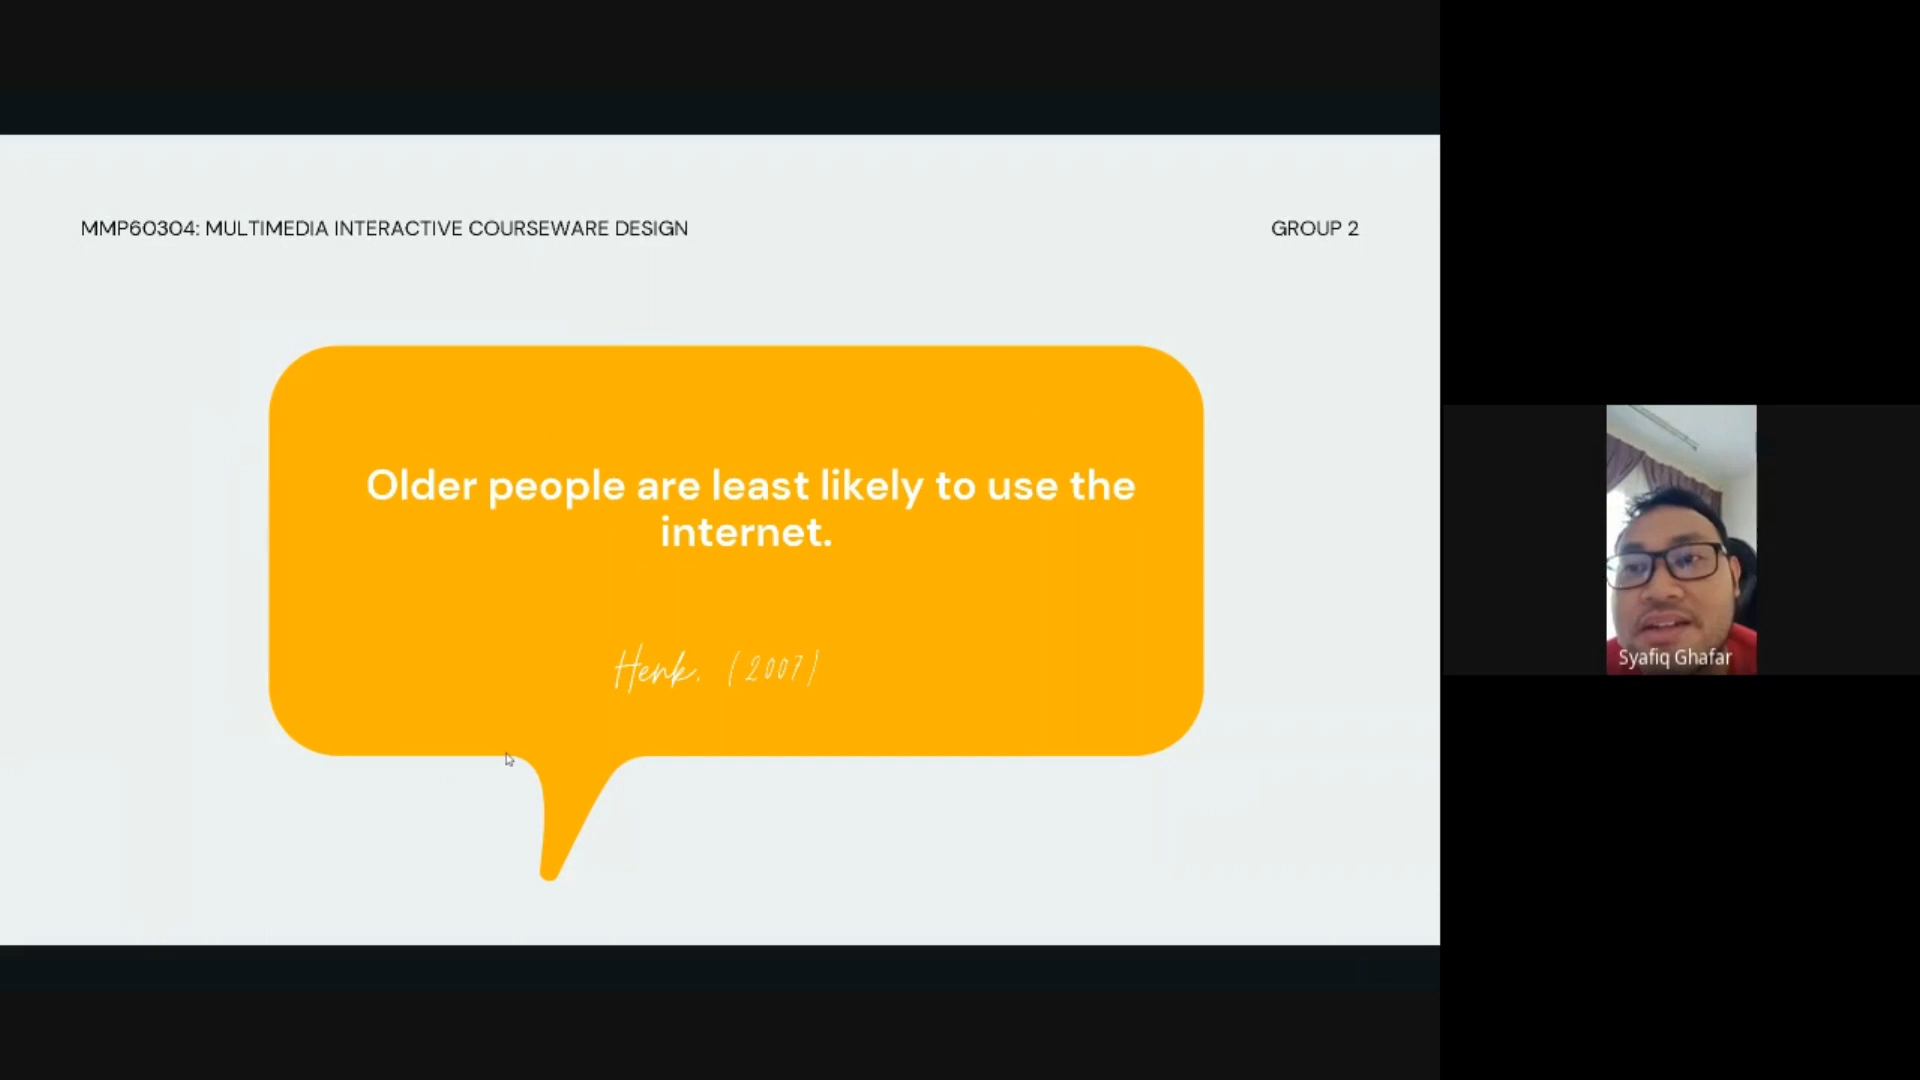 MMP60304: MULTIMEDIA INTERACTIVE COURSEWARE DESIGN
GROUP 2
Older people are least likely to use the
internet.
Henk. (2007)
Syafiq Ghafar